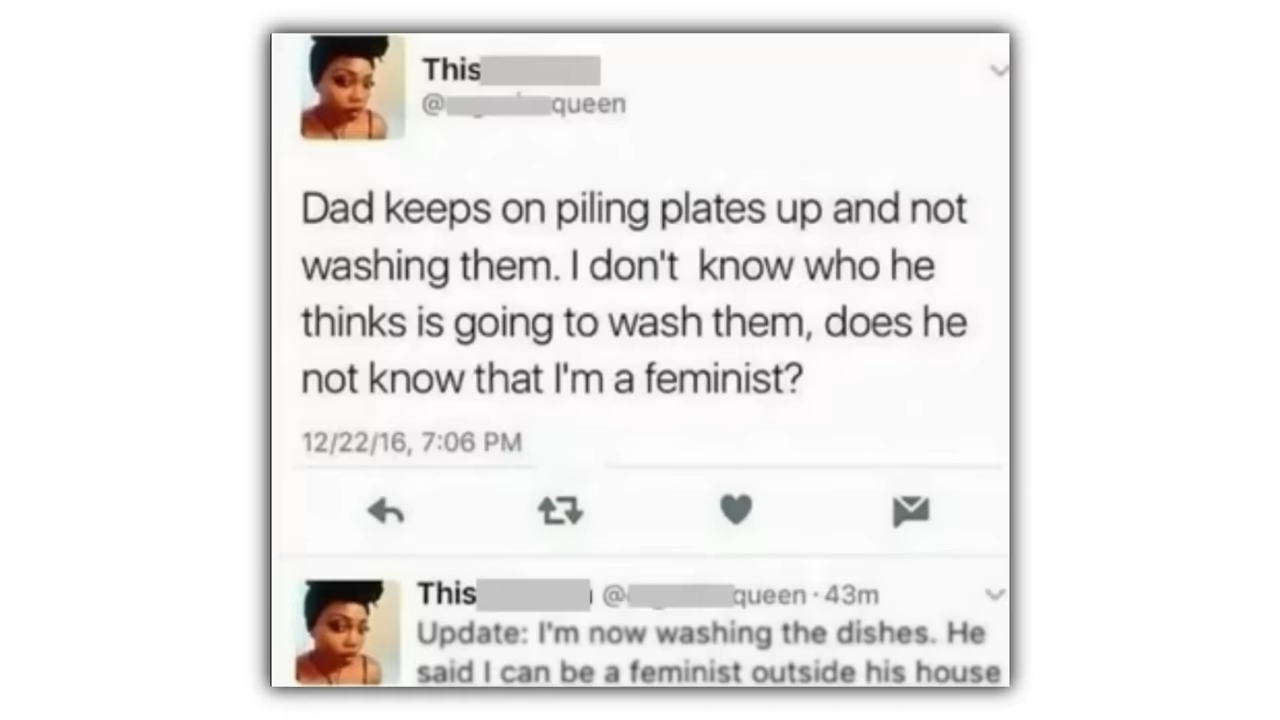 This
@ queen
Dad keeps on piling plates up and not
washing them. I don't know who he
thinks is going to wash them, does he
not know that I'm a feminist?
12/22/16, 7:06 PM
This @ queen · 43m
Update: I'm now washing the dishes. He
said I can be a feminist outside his house